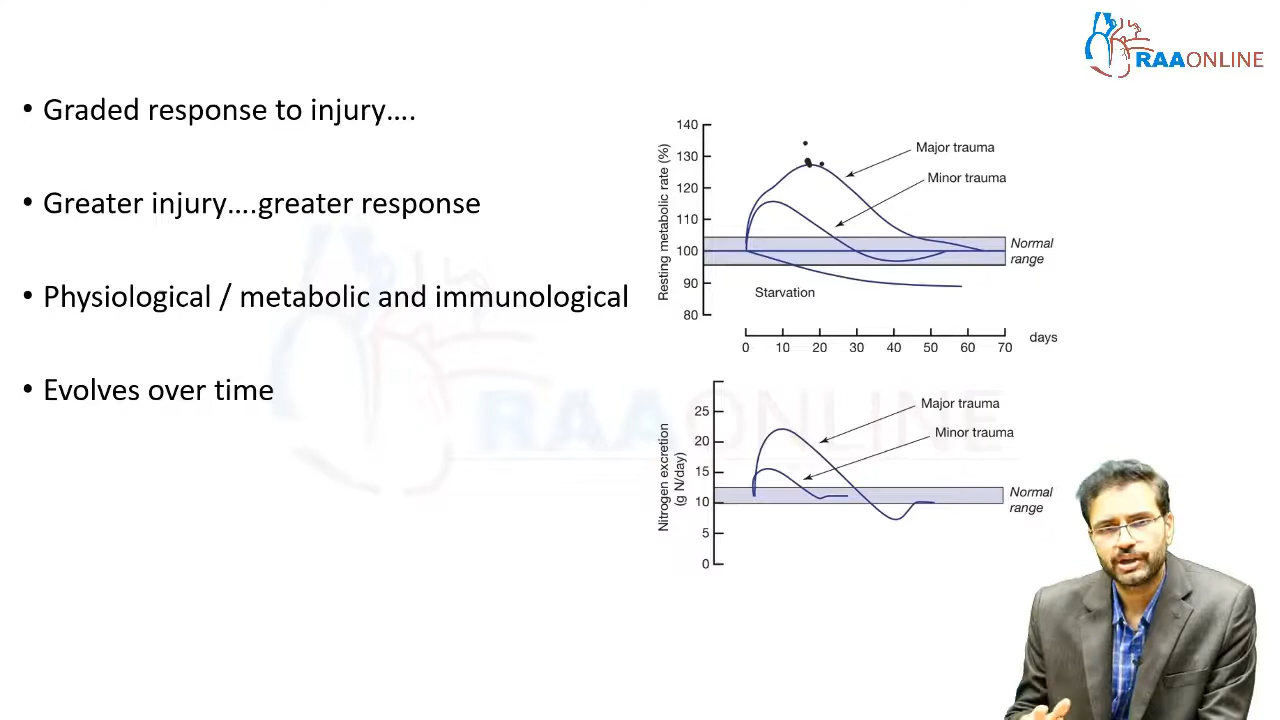 RAAONLINE
• Graded response to injury….
• Greater injury….greater response
• Physiological / metabolic and immunological
• Evolves over time
Resting metabolic rate (%)
140
130
120
110
100
90
80
Major trauma
Minor trauma
Normal
range
Starvation
0 10 20 30 40 50 60 70
days
Nitrogen excretion
(g N/day)
25
20
15
10
5
0
Major trauma
Minor trauma
Normal
range
RAAONLINE